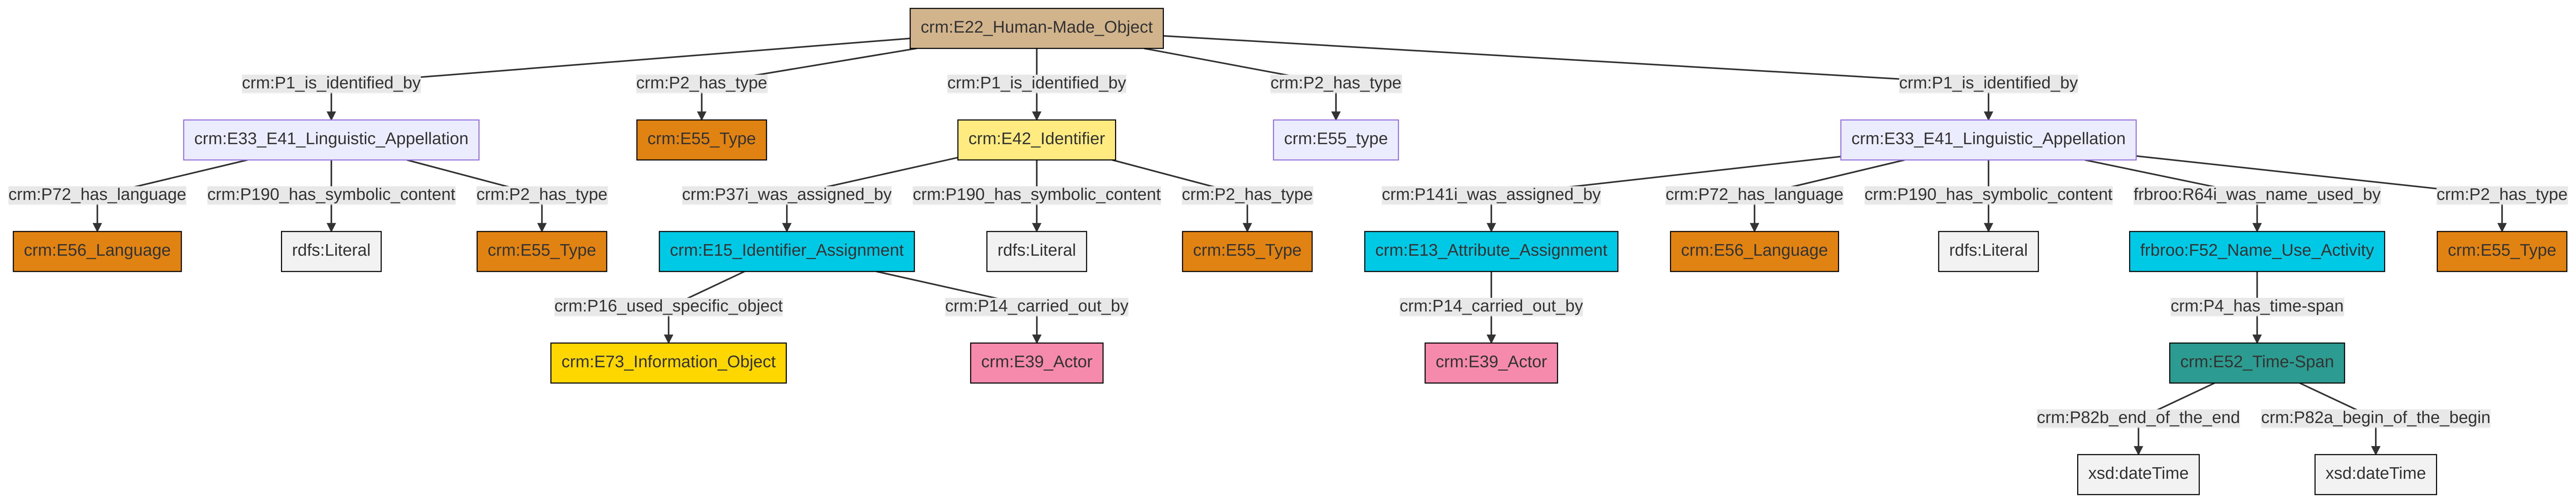 crm:E22_Human-Made_Object
crm:P1_is_identified_by
crm:P2_has_type
crm:P1_is_identified_by
crm:P2_has_type
crm:P1_is_identified_by
crm:E33_E41_Linguistic_Appellation
crm:E55_Type
crm:E42_Identifier
crm:E55_type
crm:E33_E41_Linguistic_Appellation
crm:P72_has_language
crm:P190_has_symbolic_content
crm:P2_has_type
crm:P37i_was_assigned_by
crm:P190_has_symbolic_content
crm:P2_has_type
crm:P141i_was_assigned_by
crm:P72_has_language
crm:P190_has_symbolic_content
frbroo:R64i_was_name_used_by
crm:P2_has_type
crm:E56_Language
rdfs:Literal
crm:E55_Type
crm:E15_Identifier_Assignment
rdfs:Literal
crm:E55_Type
crm:E13_Attribute_Assignment
crm:E56_Language
rdfs:Literal
frbroo:F52_Name_Use_Activity
crm:E55_Type
crm:P16_used_specific_object
crm:P14_carried_out_by
crm:P14_carried_out_by
crm:P4_has_time-span
crm:E73_Information_Object
crm:E39_Actor
crm:E39_Actor
crm:E52_Time-Span
crm:P82b_end_of_the_end
crm:P82a_begin_of_the_begin
xsd:dateTime
xsd:dateTime